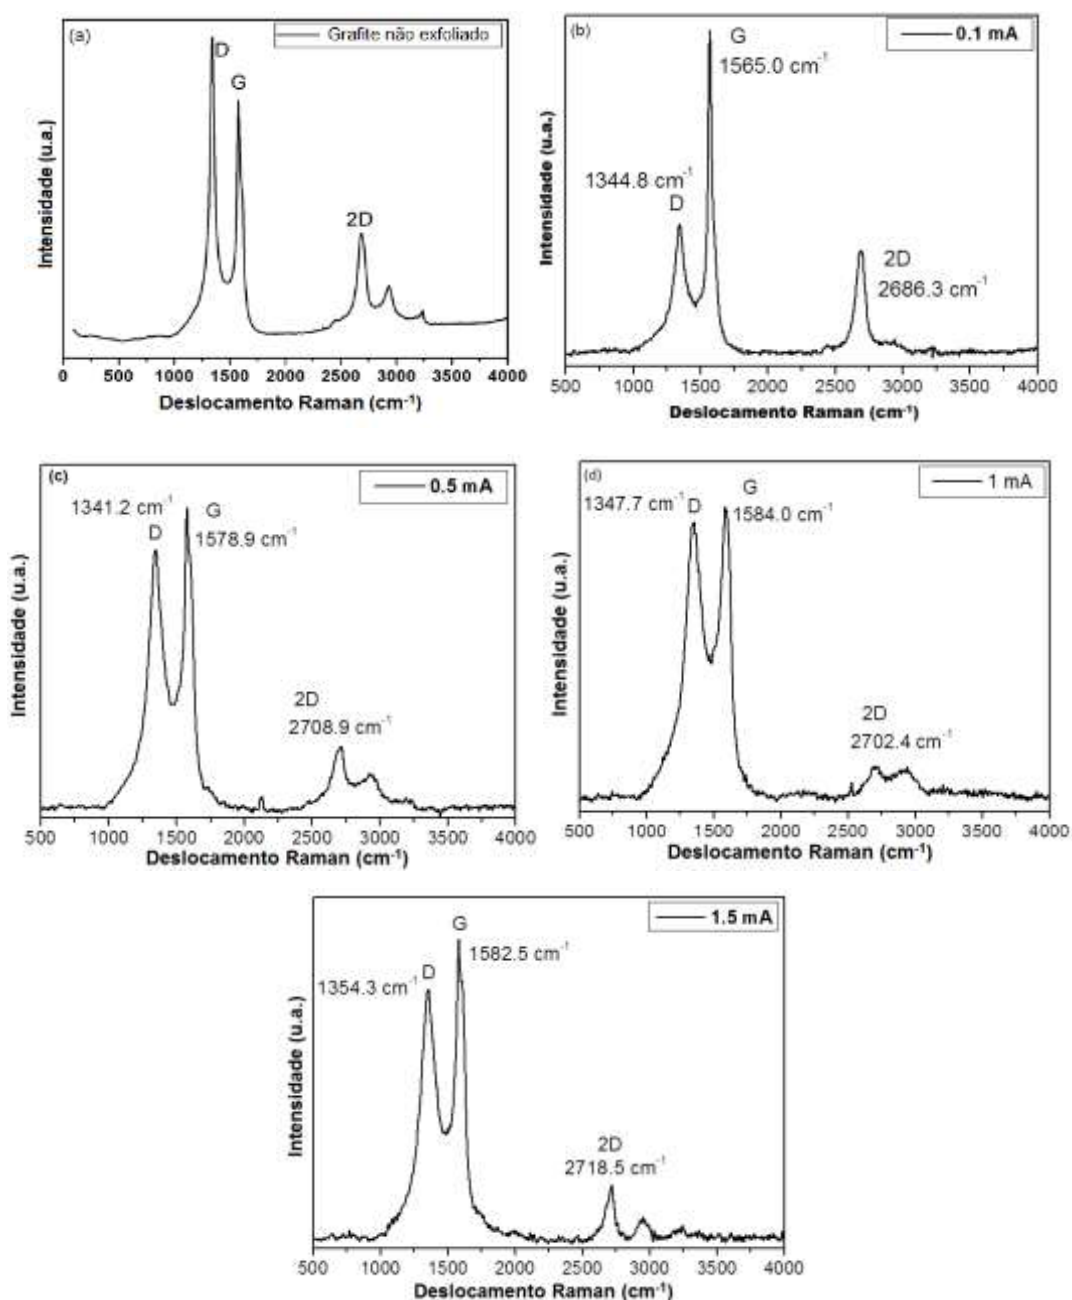 (a)
Grafite não exfoliado
D
G
2D
Intensidade (u.a.)
0 500 1000 1500 2000 2500 3000 3500 4000
Deslocamento Raman (cm⁻¹)
(b)
0.1 mA
G
1565.0 cm⁻¹
1344.8 cm⁻¹
D
2D
2686.3 cm⁻¹
Intensidade (u.a.)
500 1000 1500 2000 2500 3000 3500 4000
Deslocamento Raman (cm⁻¹)
(c)
0.5 mA
1341.2 cm⁻¹
G
D
1578.9 cm⁻¹
2D
2708.9 cm⁻¹
Intensidade (u.a.)
500 1000 1500 2000 2500 3000 3500 4000
Deslocamento Raman (cm⁻¹)
(d)
1 mA
1347.7 cm⁻¹
G
D
1584.0 cm⁻¹
2D
2702.4 cm⁻¹
Intensidade (u.a.)
500 1000 1500 2000 2500 3000 3500 4000
Deslocamento Raman (cm⁻¹)
1.5 mA
G
1582.5 cm⁻¹
D
1354.3 cm⁻¹
2D
2718.5 cm⁻¹
Intensidade (u.a.)
500 1000 1500 2000 2500 3000 3500 4000
Deslocamento Raman (cm⁻¹)